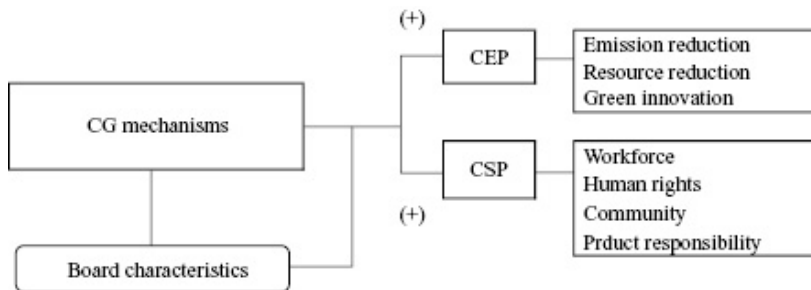 (+)
CEP
Emission reduction
Resource reduction
Green innovation
CG mechanisms
CSP
Workforce
Human rights
Community
Prduct responsibility
(+)
Board characteristics